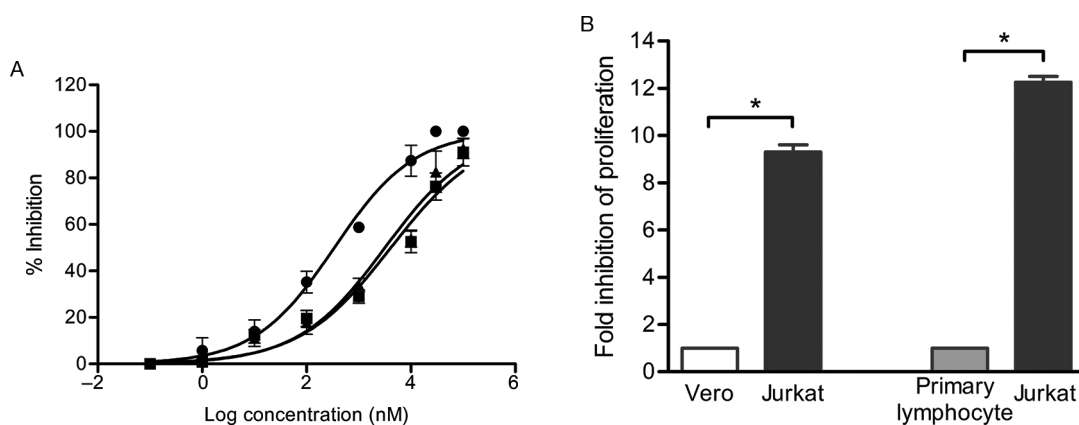 A
120
100
80
60
40
20
0
% Inhibition
−2
0
2
4
6
Log concentration (nM)
B
14
12
10
8
6
4
2
0
Fold inhibition of proliferation
*
*
Vero
Jurkat
Primary
lymphocyte
Jurkat